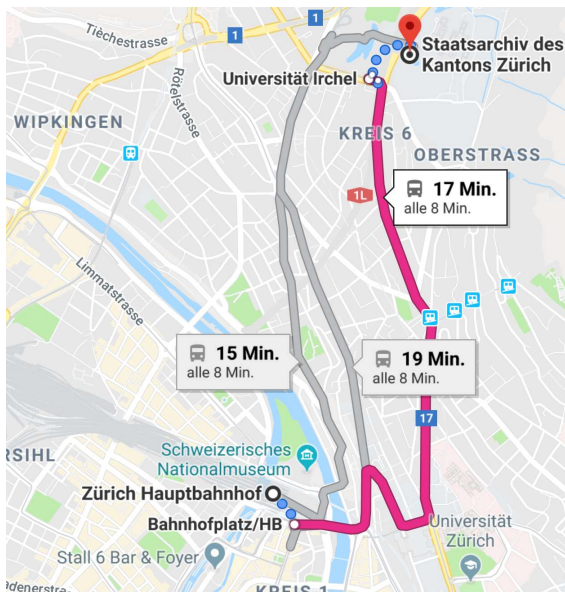 Tièchestrasse
1
1
Staatsarchiv des
Kantons Zürich
Universität Irchel
Rötelstrasse
WIPKINGEN
KREIS 6
OBERSTRASS
17 Min.
alle 8 Min.
1L
Limmatstrasse
15 Min.
alle 8 Min.
19 Min.
alle 8 Min.
17
RSIHL
Schweizerisches
Nationalmuseum
Zürich Hauptbahnhof
Bahnhofplatz/HB
Universität
Zürich
Stall 6 Bar & Foyer
adenerstrasse
KREIS 1